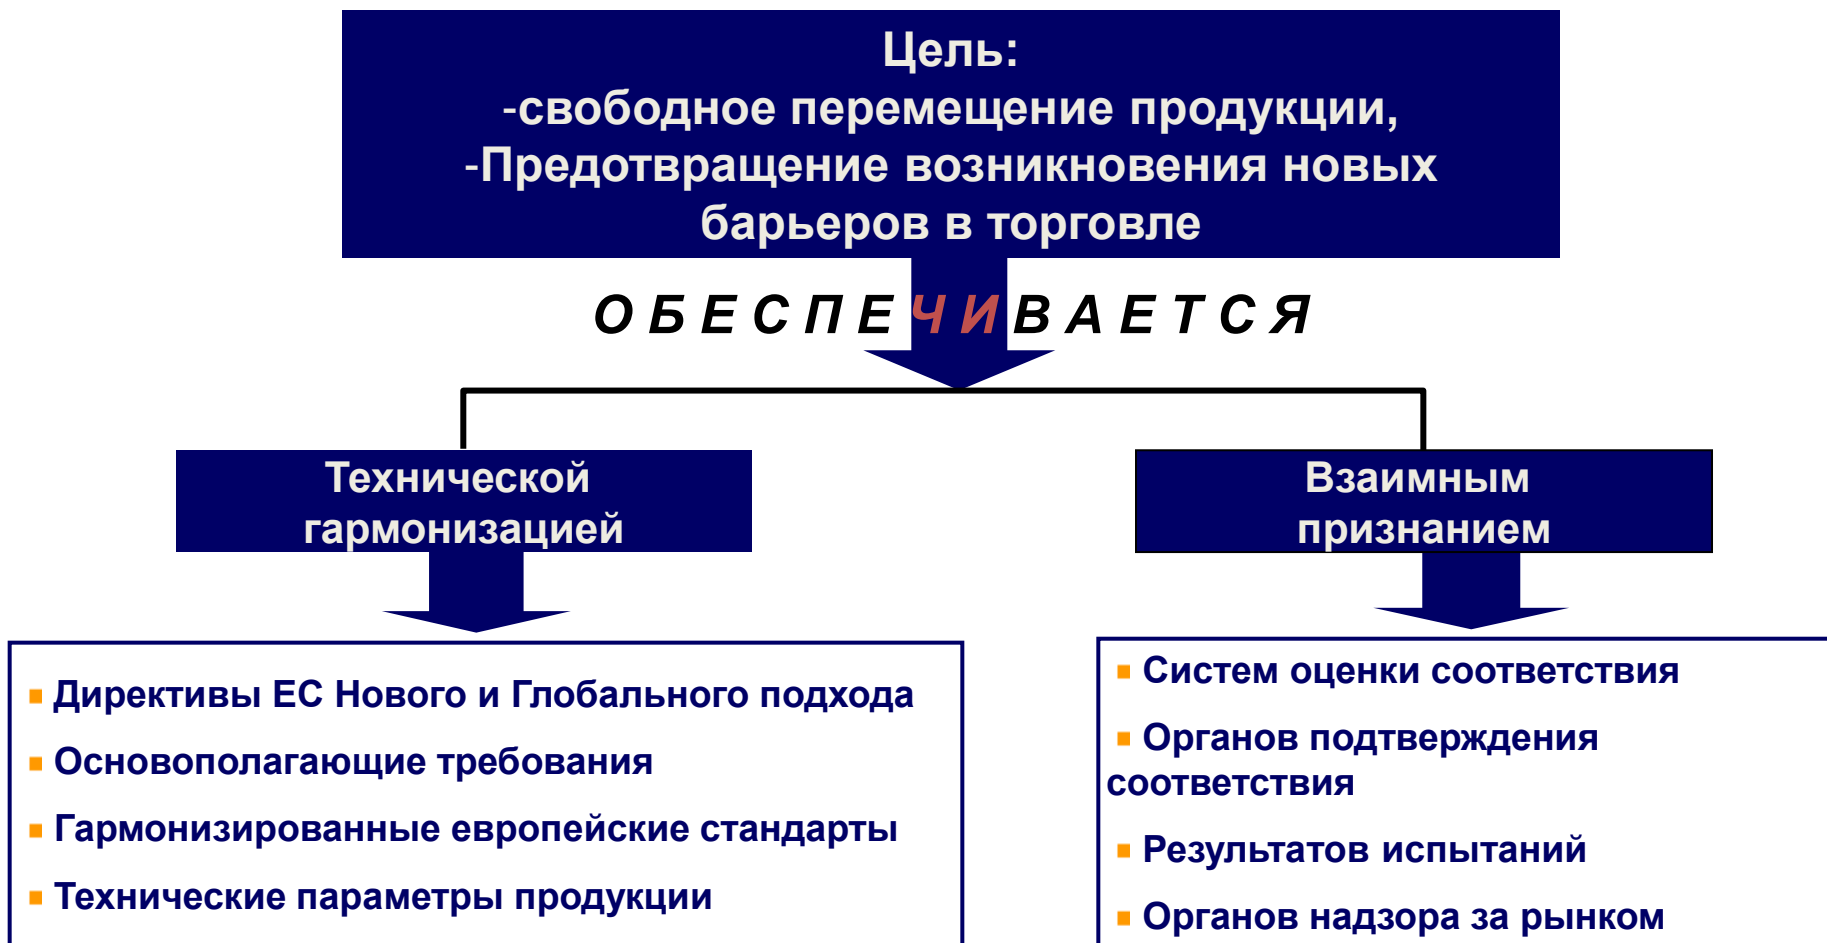 Цель:
-свободное перемещение продукции,
-Предотвращение возникновения новых
барьеров в торговле
О Б Е С П Е Ч И В А Е Т С Я
Технической
гармонизацией
Взаимным
признанием
▪ Директивы ЕС Нового и Глобального подхода
▪ Основополагающие требования
▪ Гармонизированные европейские стандарты
▪ Технические параметры продукции
▪ Систем оценки соответствия
▪ Органов подтверждения
соответствия
▪ Результатов испытаний
▪ Органов надзора за рынком